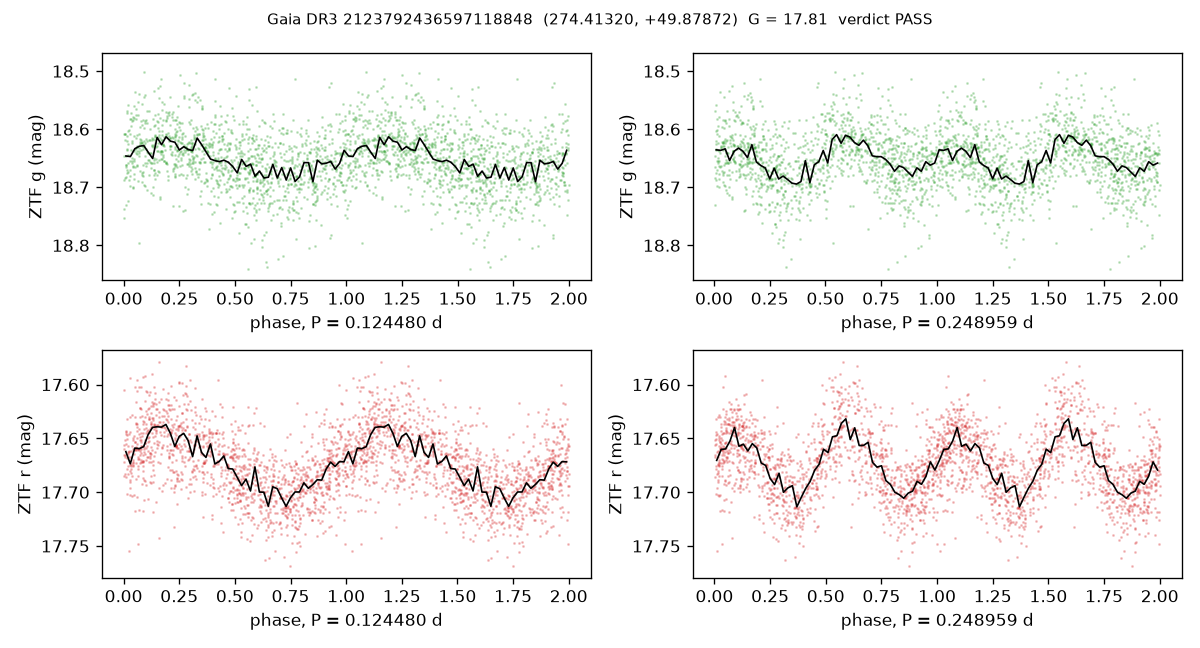 Gaia DR3 2123792436597118848 (274.41320, +49.87872) G = 17.81 verdict PASS
ZTF g (mag)
18.5
18.6
18.7
18.8
0.00 0.25 0.50 0.75 1.00 1.25 1.50 1.75 2.00
phase, P = 0.124480 d
ZTF g (mag)
18.5
18.6
18.7
18.8
0.00 0.25 0.50 0.75 1.00 1.25 1.50 1.75 2.00
phase, P = 0.248959 d
ZTF r (mag)
17.60
17.65
17.70
17.75
0.00 0.25 0.50 0.75 1.00 1.25 1.50 1.75 2.00
phase, P = 0.124480 d
ZTF r (mag)
17.60
17.65
17.70
17.75
0.00 0.25 0.50 0.75 1.00 1.25 1.50 1.75 2.00
phase, P = 0.248959 d